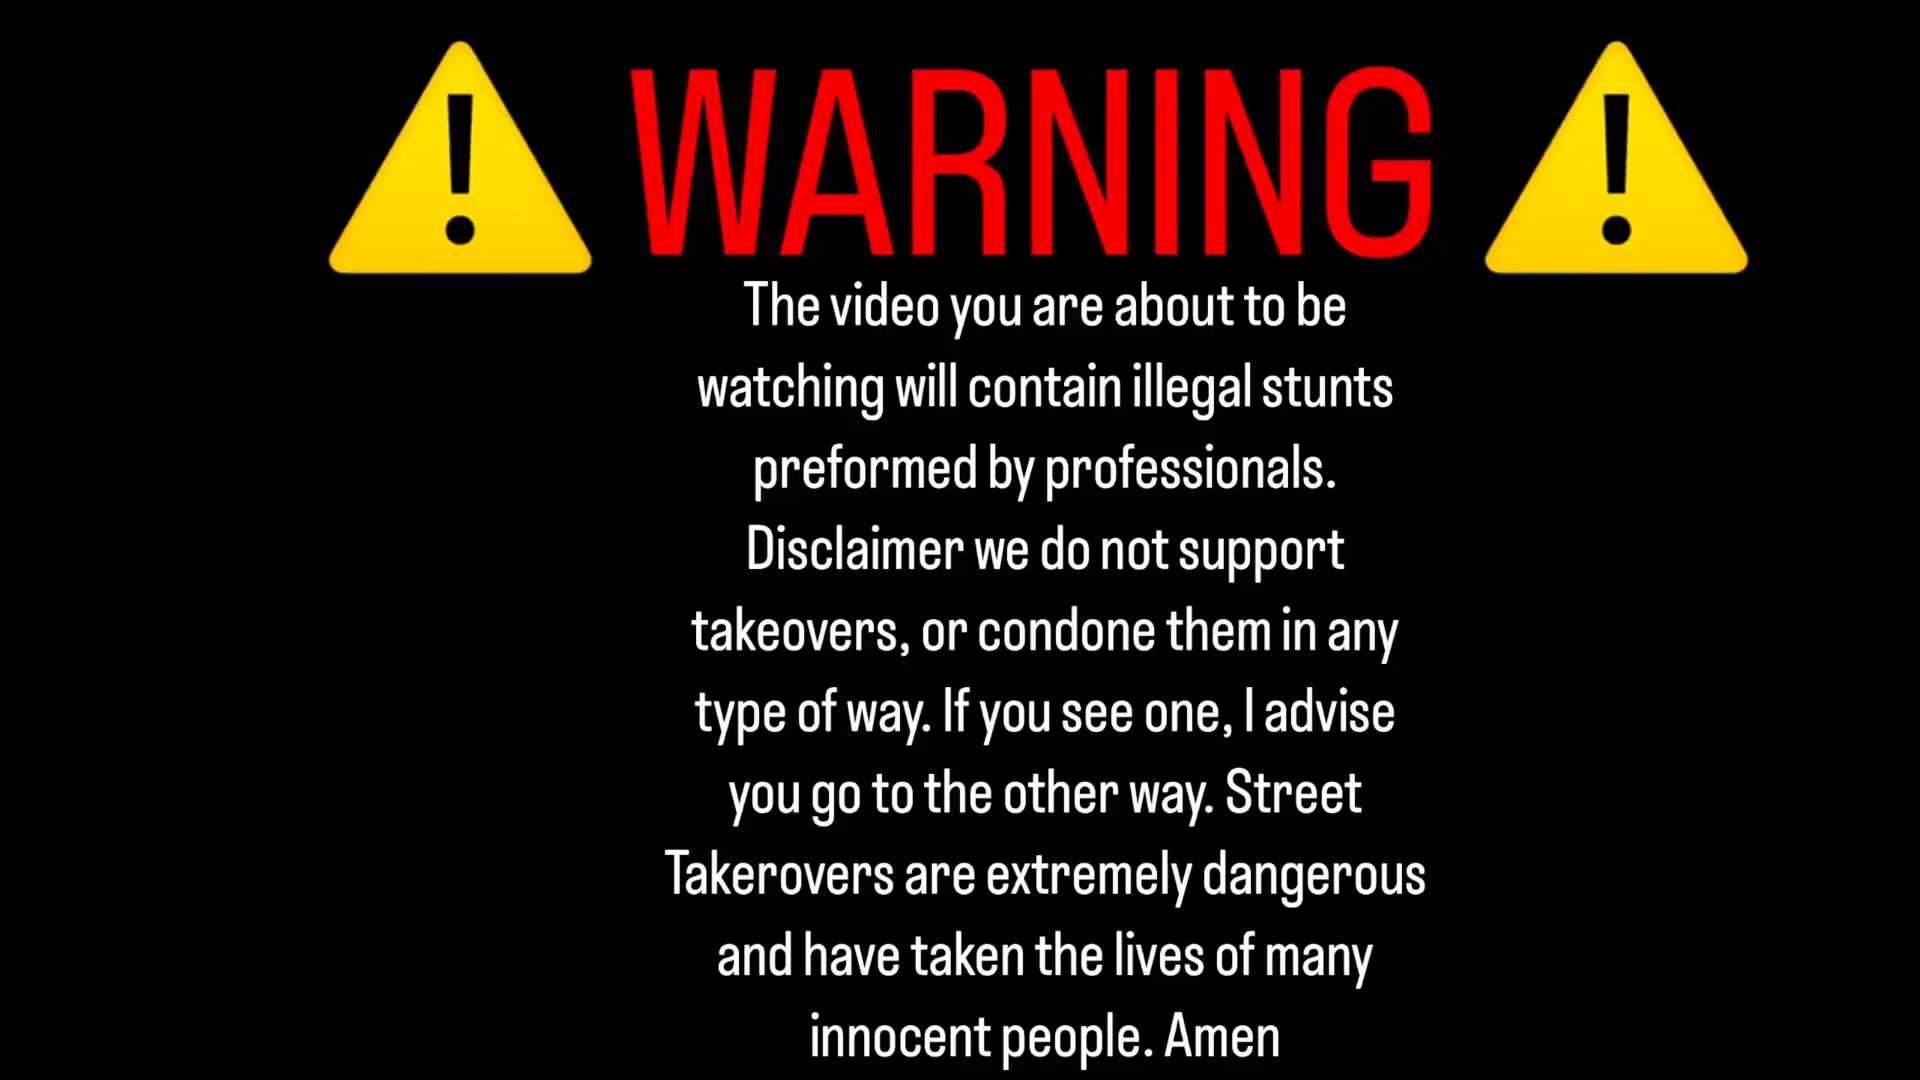 WARNING
The video you are about to be
watching will contain illegal stunts
preformed by professionals.
Disclaimer we do not support
takeovers, or condone them in any
type of way. If you see one, I advise
you go to the other way. Street
Takerovers are extremely dangerous
and have taken the lives of many
innocent people. Amen